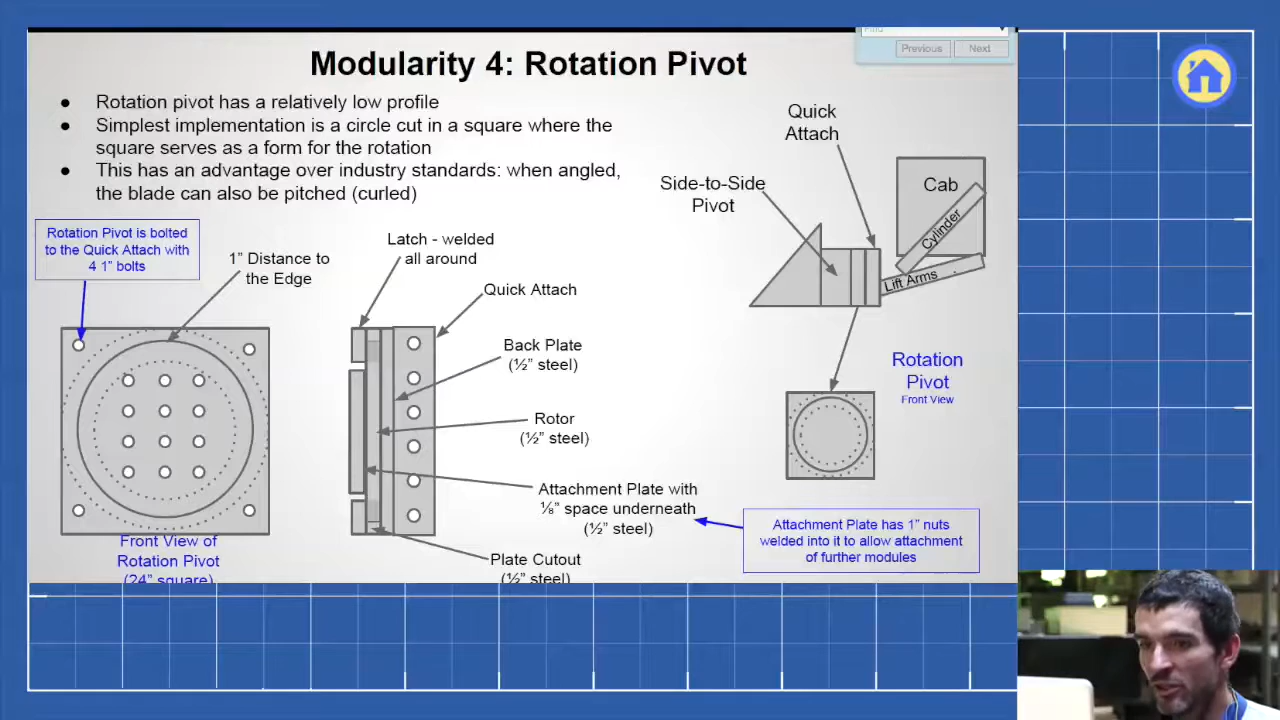 Find
Previous Next
Modularity 4: Rotation Pivot
● Rotation pivot has a relatively low profile
● Simplest implementation is a circle cut in a square where the
square serves as a form for the rotation
● This has an advantage over industry standards: when angled,
the blade can also be pitched (curled)
Rotation Pivot is bolted
to the Quick Attach with
4 1” bolts
1” Distance to
the Edge
Latch - welded
all around
Quick Attach
Back Plate
(½” steel)
Rotor
(½” steel)
Attachment Plate with
⅛” space underneath
(½” steel)
Plate Cutout
(½” steel)
Front View of
Rotation Pivot
(24” square)
Quick
Attach
Side-to-Side
Pivot
Cab
Cylinder
Lift Arms
Rotation
Pivot
Front View
Attachment Plate has 1” nuts
welded into it to allow attachment
of further modules